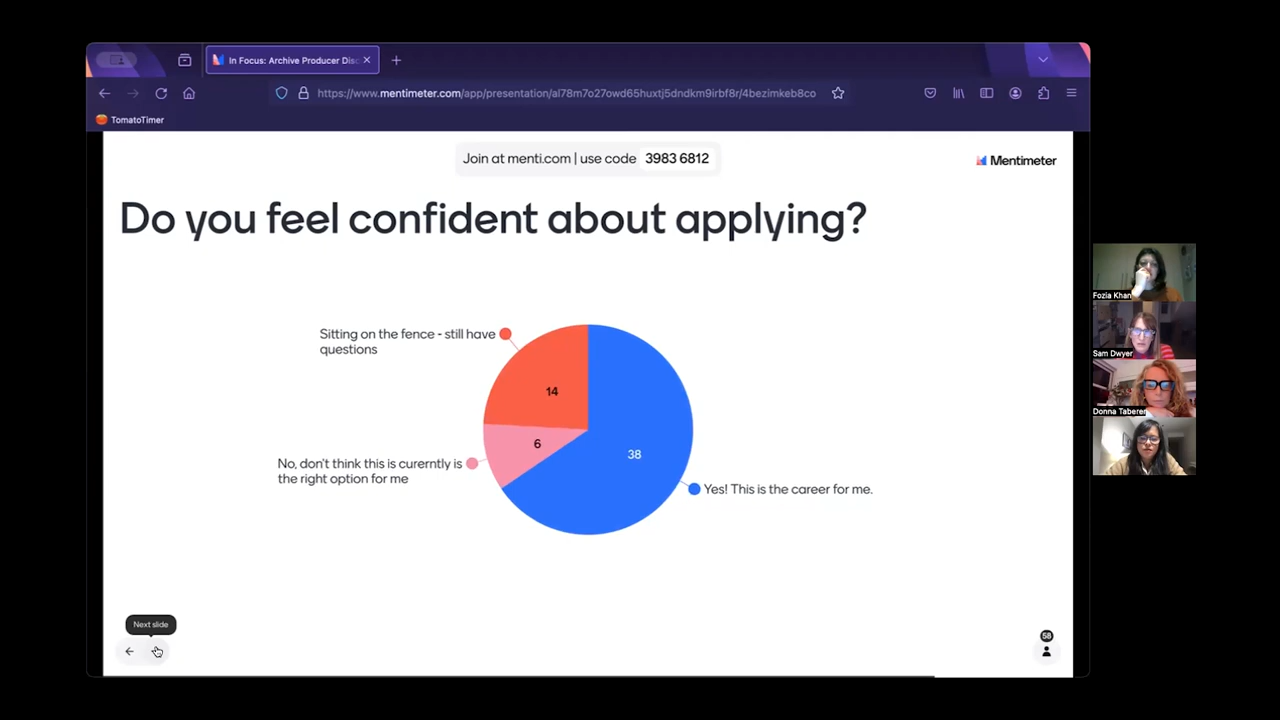 In Focus: Archive Producer Disc
https://www.mentimeter.com/app/presentation/al78m7o27owd65huxtj5dndkm9irbf8r/4bezimkeb8co
TomatoTimer
Join at menti.com | use code 3983 6812
Mentimeter
Do you feel confident about applying?
Sitting on the fence - still have
questions
14
6
38
No, don't think this is curerntly is
the right option for me
Yes! This is the career for me.
Next slide
58
Fozia Khan
Sam Dwyer
Donna Taberer